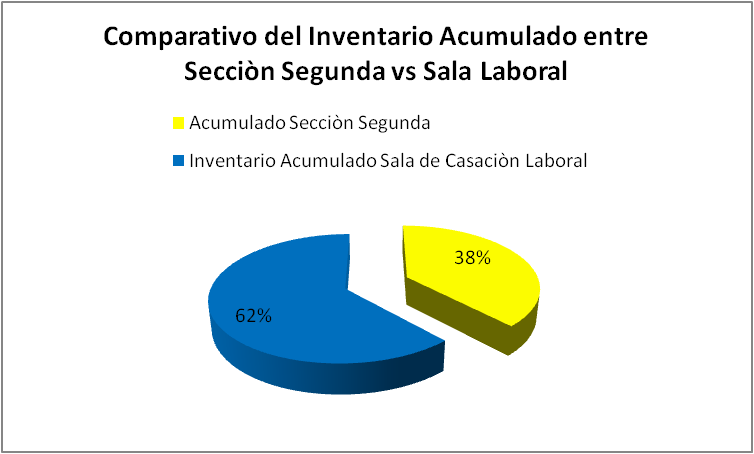 Comparativo del Inventario Acumulado entre
Secciòn Segunda vs Sala Laboral
Acumulado Secciòn Segunda
Inventario Acumulado Sala de Casaciòn Laboral
38%
62%